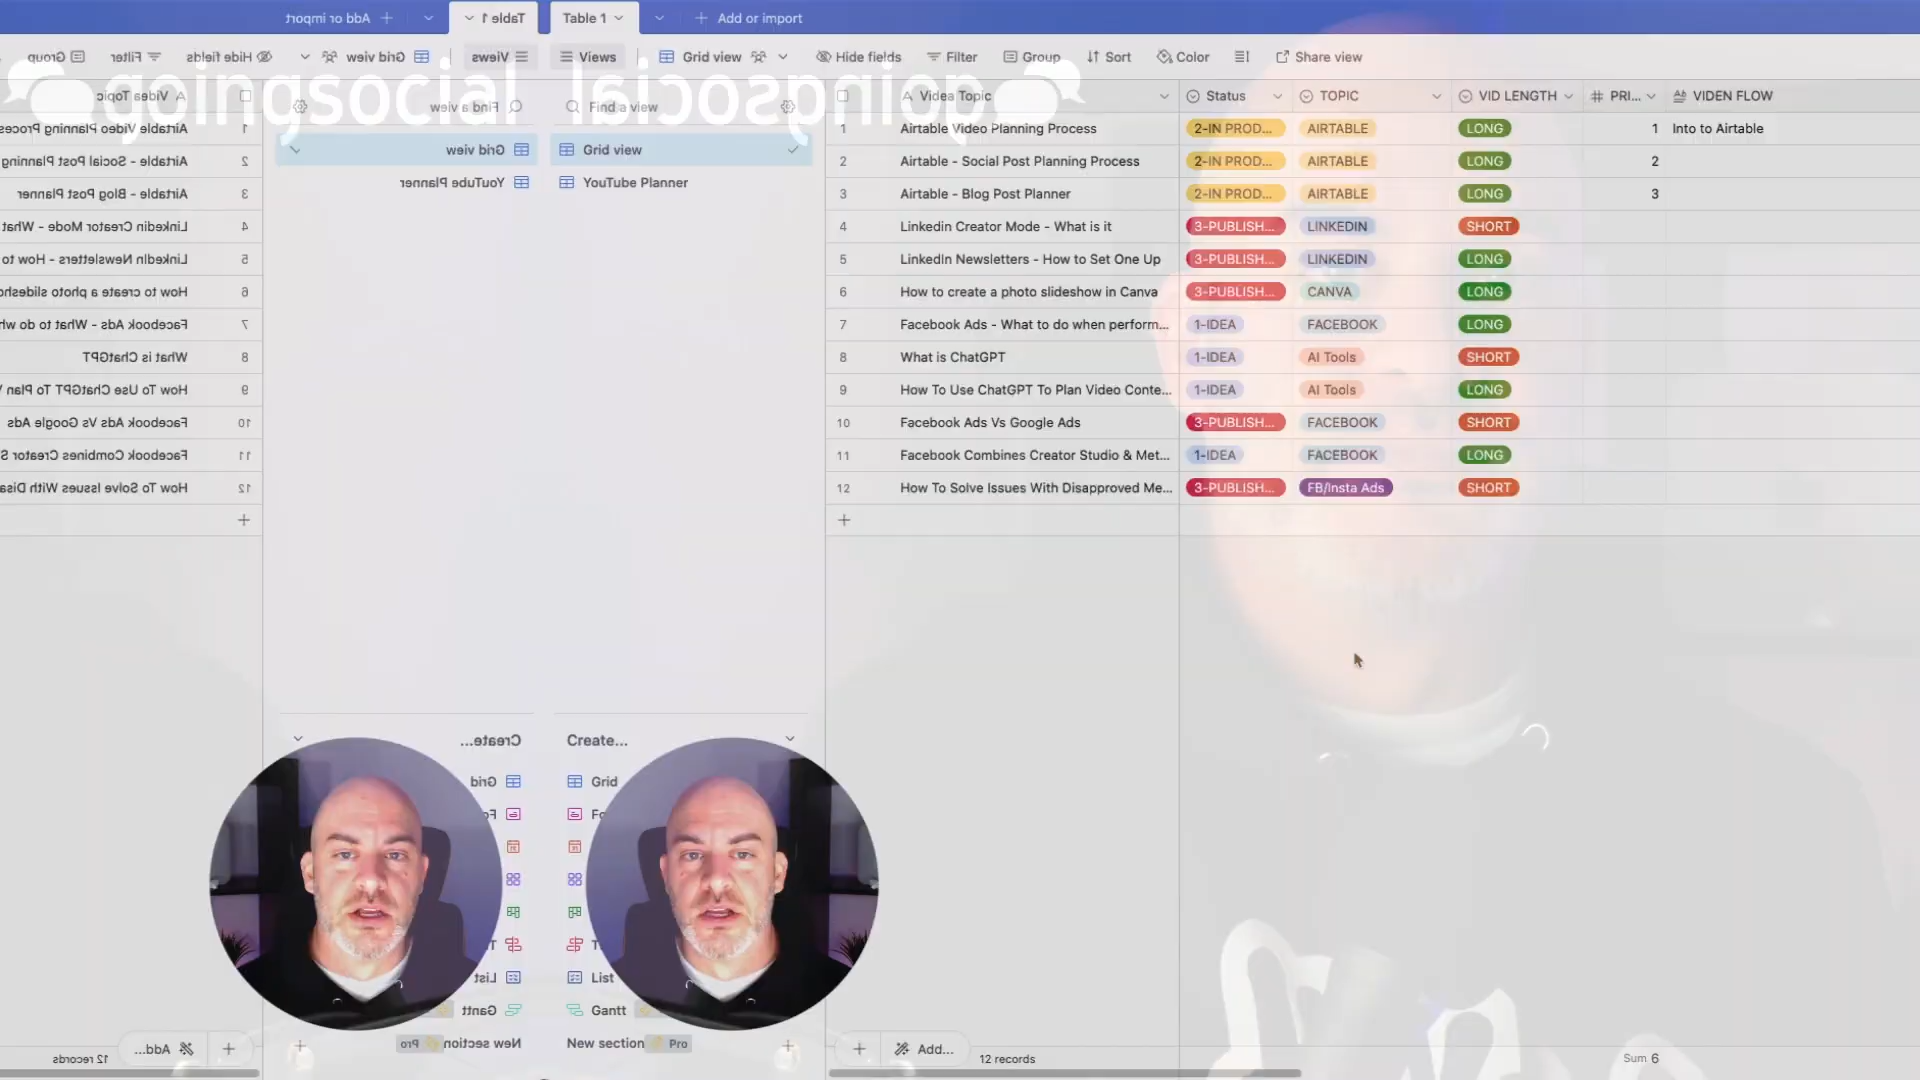 Table 1
Add or import
Views
Grid view
Hide fields
Filter
Group
Sort
Color
Share view
goingsocial
Find a view
Grid view
YouTube Planner
Create...
Grid
List
Gantt
New section
Pro
Videa Topic Status TOPIC VID LENGTH PRI... VIDEN FLOW
1 Airtable Video Planning Process 2-IN PROD... AIRTABLE LONG 1 Into to Airtable
2 Airtable - Social Post Planning Process 2-IN PROD... AIRTABLE LONG 2
3 Airtable - Blog Post Planner 2-IN PROD... AIRTABLE LONG 3
4 Linkedin Creator Mode - What is it 3-PUBLISH... LINKEDIN SHORT
5 LinkedIn Newsletters - How to Set One Up 3-PUBLISH... LINKEDIN LONG
6 How to create a photo slideshow in Canva 3-PUBLISH... CANVA LONG
7 Facebook Ads - What to do when perform... 1-IDEA FACEBOOK LONG
8 What is ChatGPT 1-IDEA AI Tools SHORT
9 How To Use ChatGPT To Plan Video Conte... 1-IDEA AI Tools LONG
10 Facebook Ads Vs Google Ads 3-PUBLISH... FACEBOOK SHORT
11 Facebook Combines Creator Studio & Met... 1-IDEA FACEBOOK LONG
12 How To Solve Issues With Disapproved Me... 3-PUBLISH... FB/Insta Ads SHORT
Add...
12 records
Sum 6